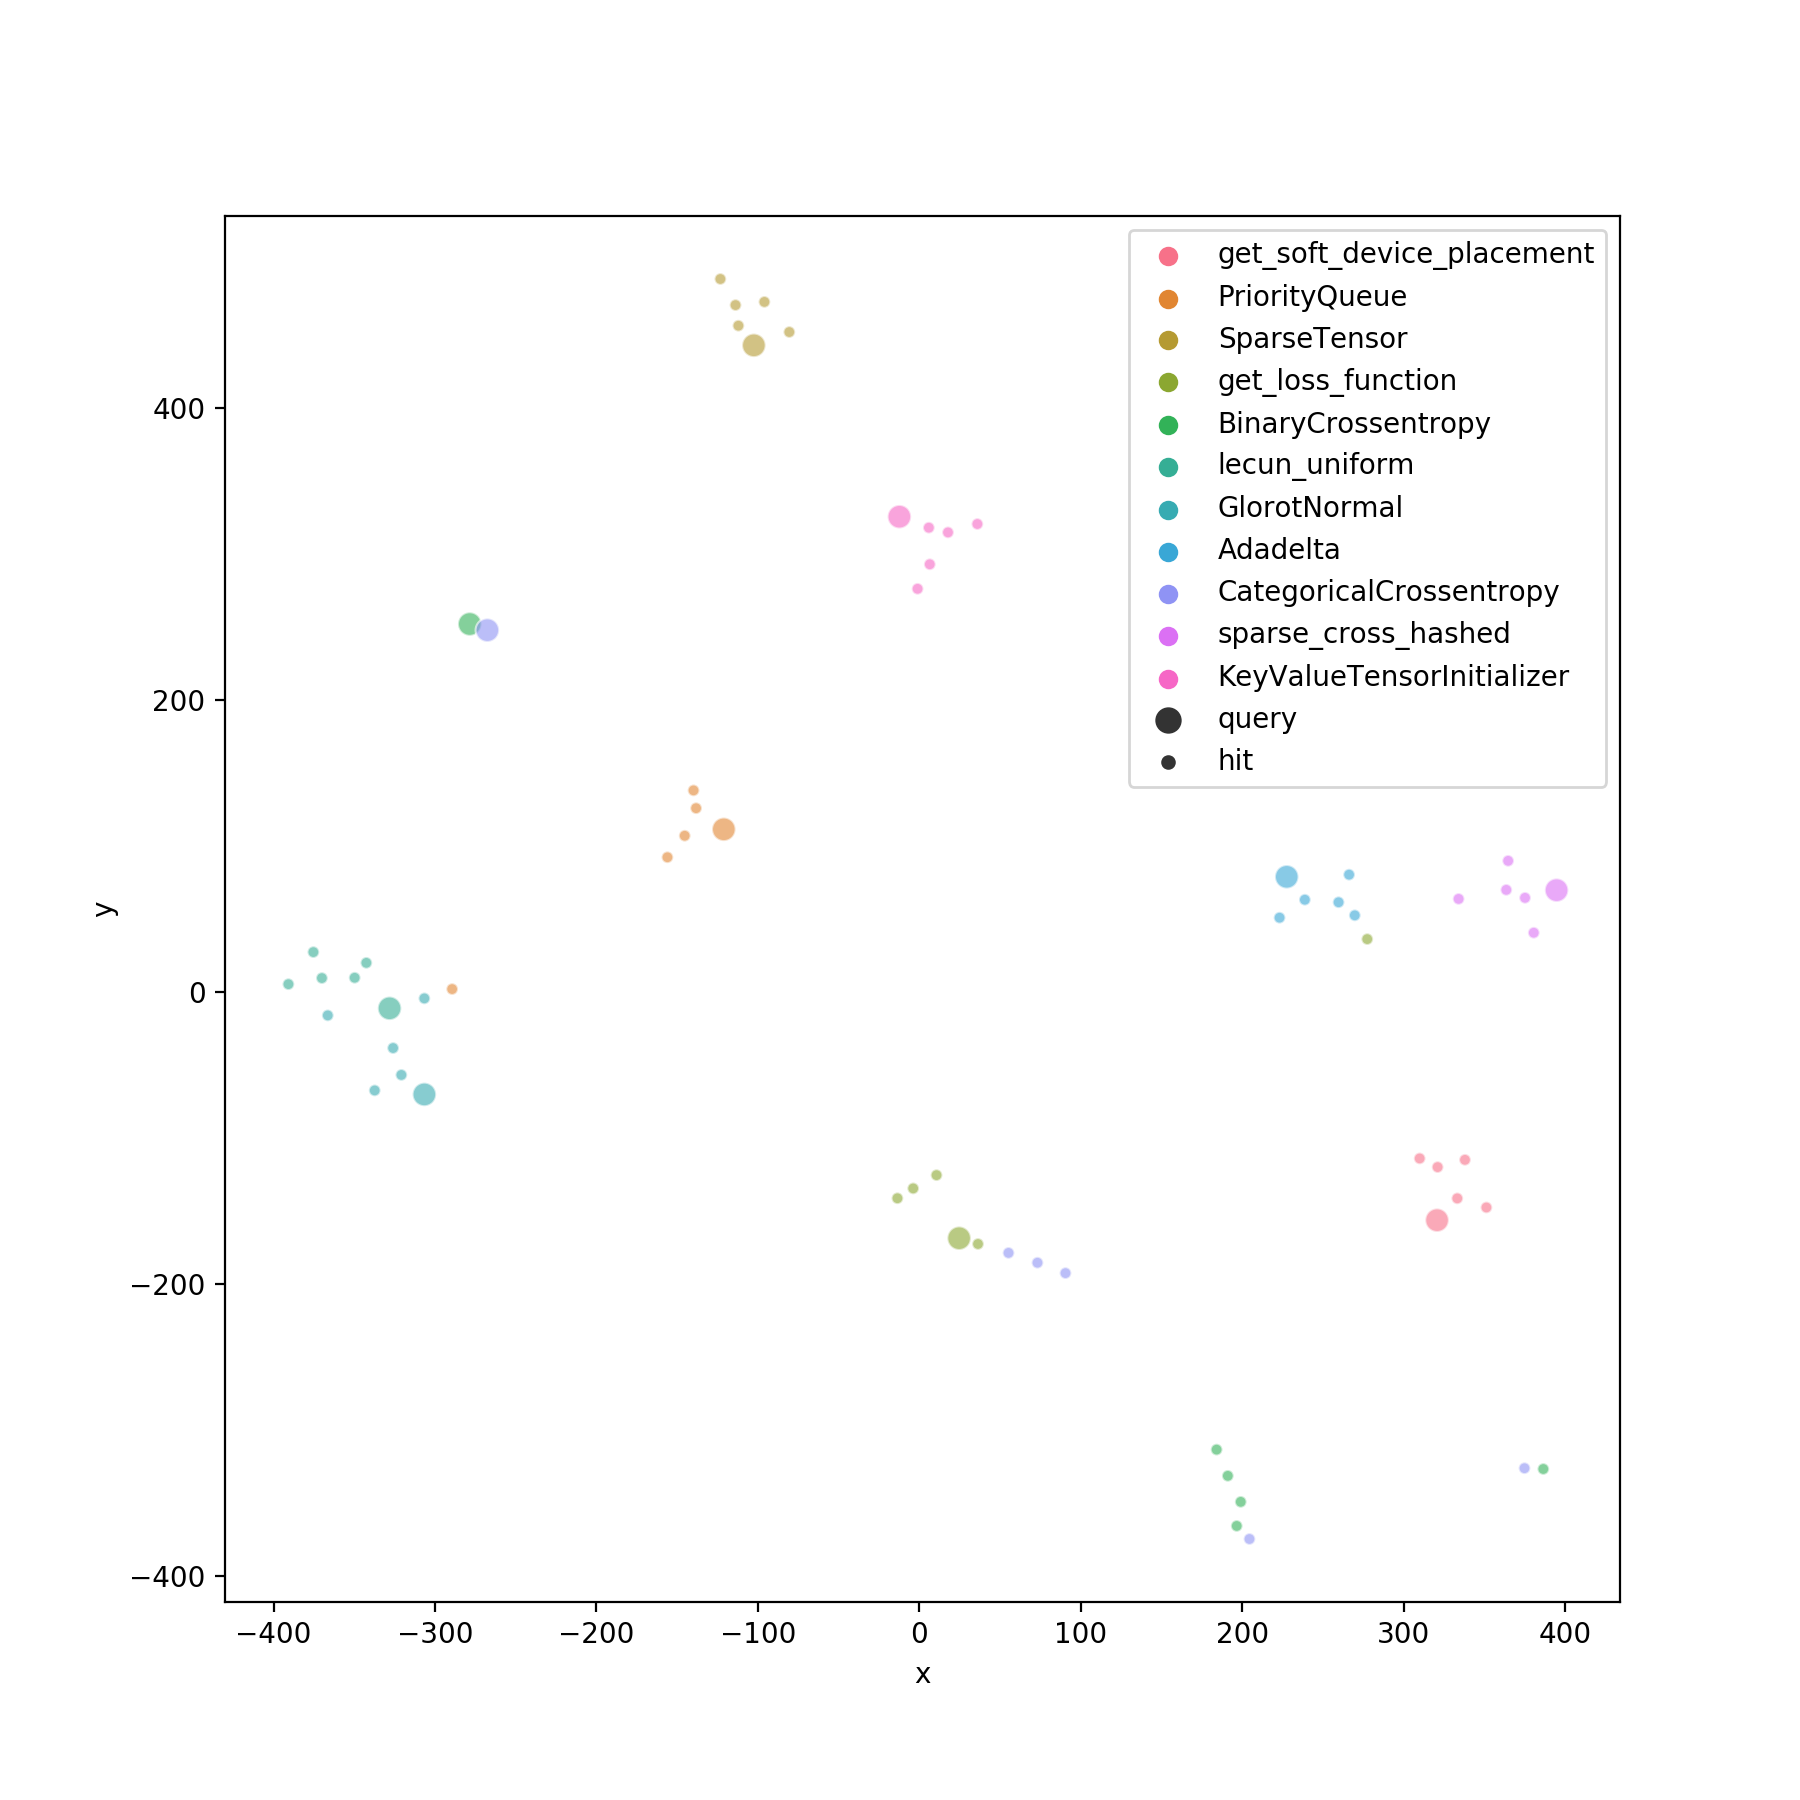 get_soft_device_placement
PriorityQueue
SparseTensor
get_loss_function
BinaryCrossentropy
lecun_uniform
GlorotNormal
Adadelta
CategoricalCrossentropy
sparse_cross_hashed
KeyValueTensorInitializer
query
hit
400
200
0
−200
−400
y
−400 −300 −200 −100 0 100 200 300 400
x